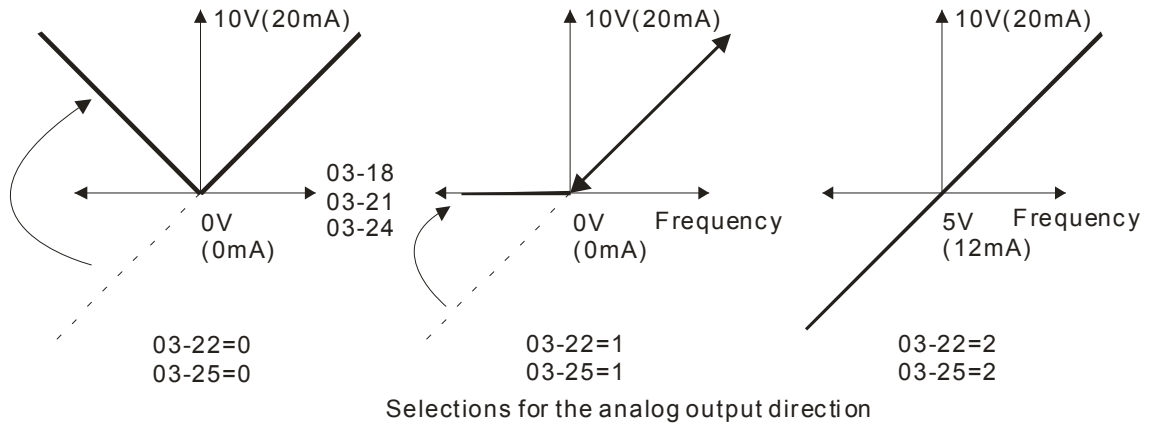 10V(20mA)
0V
(0mA)
03-18
03-21
03-24
03-22=0
03-25=0
10V(20mA)
0V
(0mA)
Frequency
03-22=1
03-25=1
10V(20mA)
5V
(12mA)
Frequency
03-22=2
03-25=2
Selections for the analog output direction